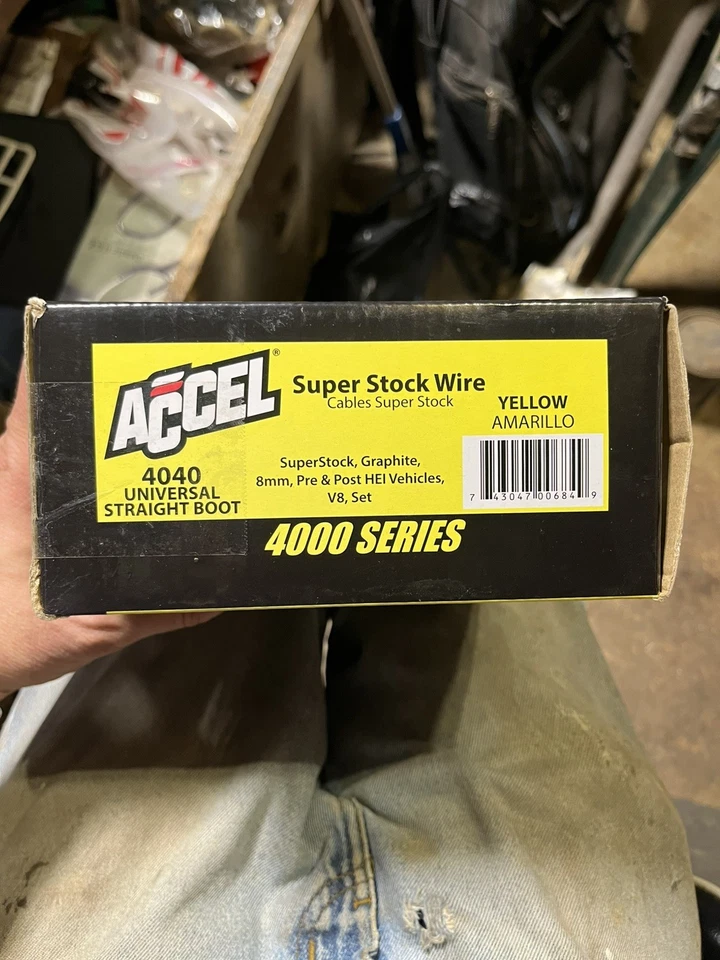 ACCEL®
Super Stock Wire
Cables Super Stock
YELLOW
AMARILLO
4040
UNIVERSAL
STRAIGHT BOOT
SuperStock, Graphite,
8mm, Pre & Post HEI Vehicles,
V8, Set
7 43047 00684 9
4000 SERIES